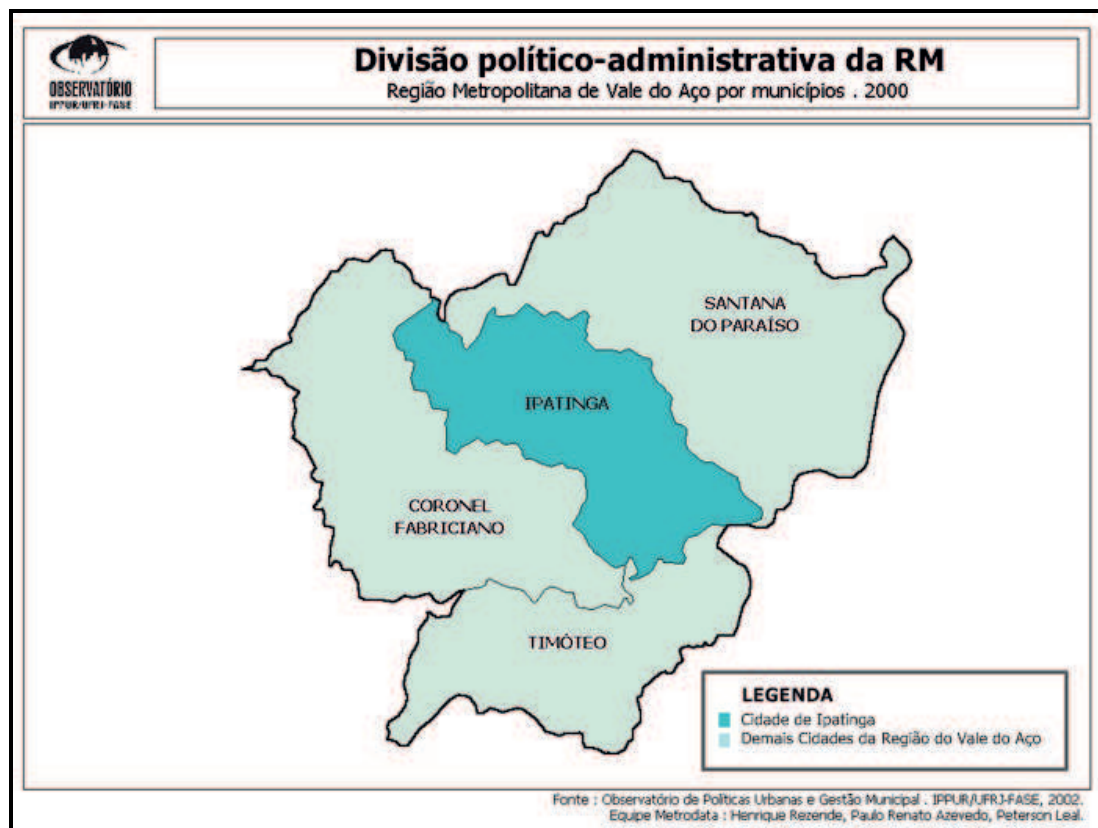 OBSERVATÓRIO
IPPUR/UFRJ-FASE
Divisão político-administrativa da RM
Região Metropolitana de Vale do Aço por municípios . 2000
SANTANA
DO PARAÍSO
IPATINGA
CORONEL
FABRICIANO
TIMÓTEO
LEGENDA
Cidade de Ipatinga
Demais Cidades da Região do Vale do Aço
Fonte : Observatório de Políticas Urbanas e Gestão Municipal . IPPUR/UFRJ-FASE, 2002.
Equipe Metrodata : Henrique Rezende, Paulo Renato Azevedo, Peterson Leal.